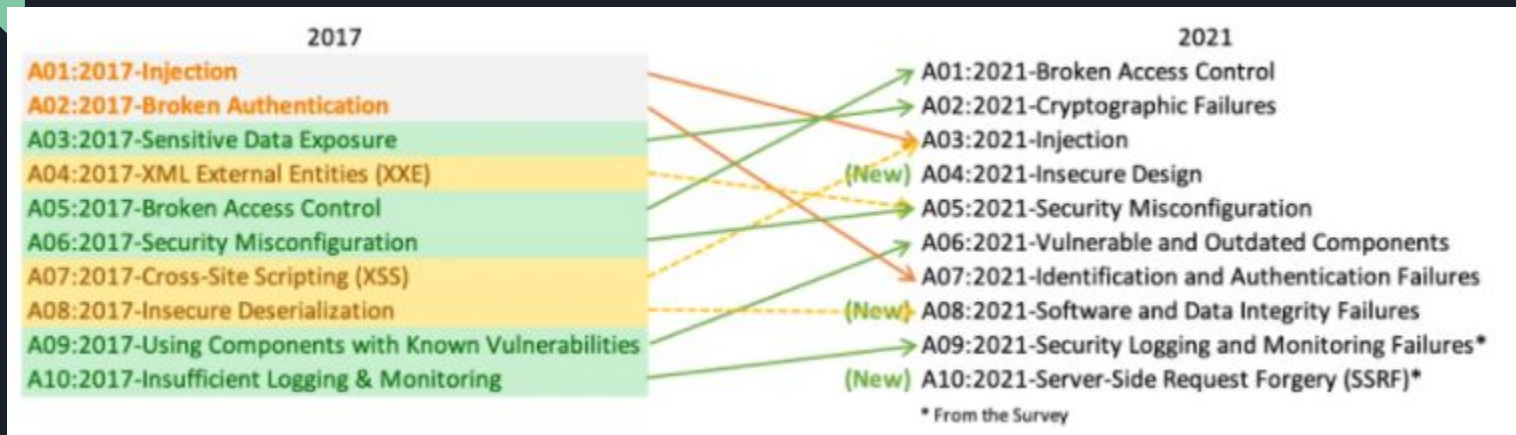 2017
A01:2017-Injection
A02:2017-Broken Authentication
A03:2017-Sensitive Data Exposure
A04:2017-XML External Entities (XXE)
A05:2017-Broken Access Control
A06:2017-Security Misconfiguration
A07:2017-Cross-Site Scripting (XSS)
A08:2017-Insecure Deserialization
A09:2017-Using Components with Known Vulnerabilities
A10:2017-Insufficient Logging & Monitoring
2021
A01:2021-Broken Access Control
A02:2021-Cryptographic Failures
A03:2021-Injection
(New) A04:2021-Insecure Design
A05:2021-Security Misconfiguration
A06:2021-Vulnerable and Outdated Components
A07:2021-Identification and Authentication Failures
(New) A08:2021-Software and Data Integrity Failures
A09:2021-Security Logging and Monitoring Failures*
(New) A10:2021-Server-Side Request Forgery (SSRF)*
* From the Survey